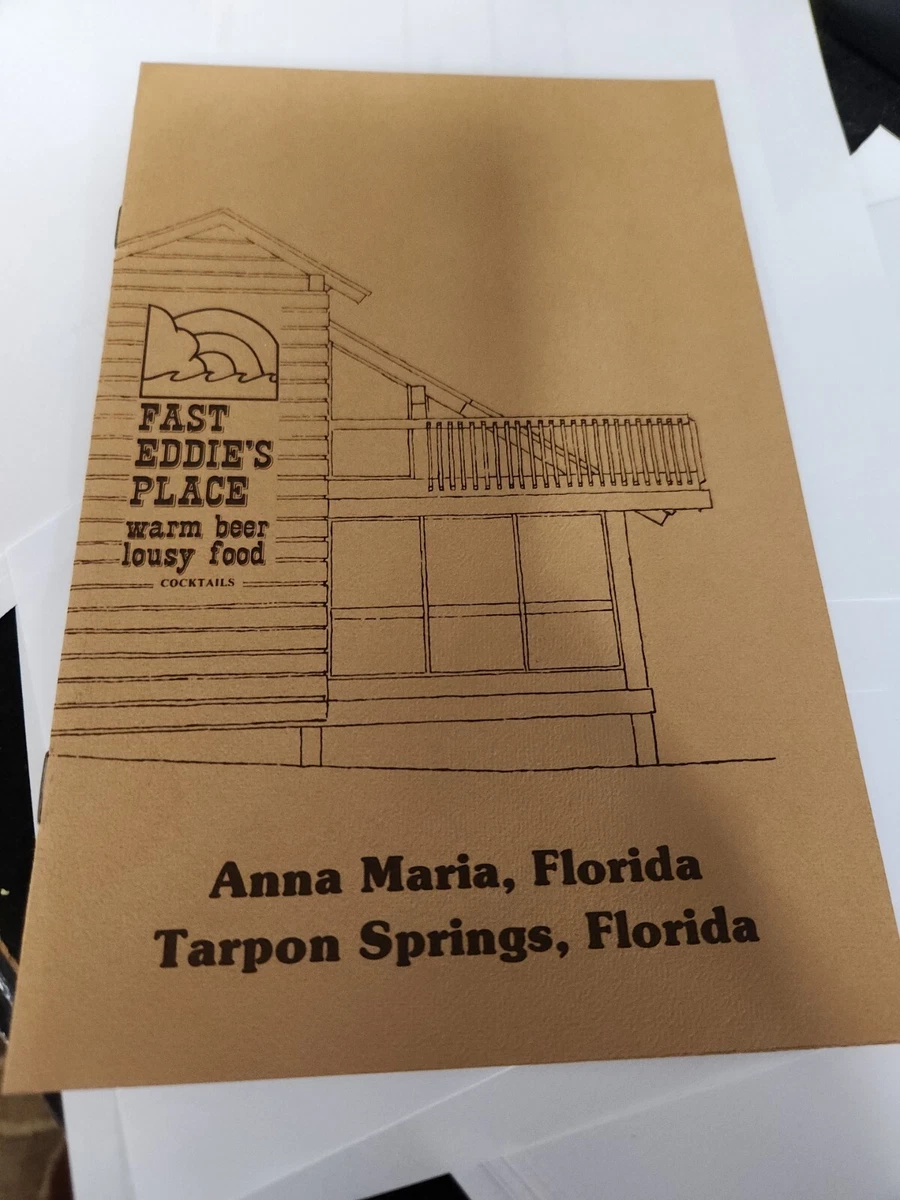 FAST
EDDIE'S
PLACE
warm beer
lousy food
COCKTAILS
Anna Maria, Florida
Tarpon Springs, Florida